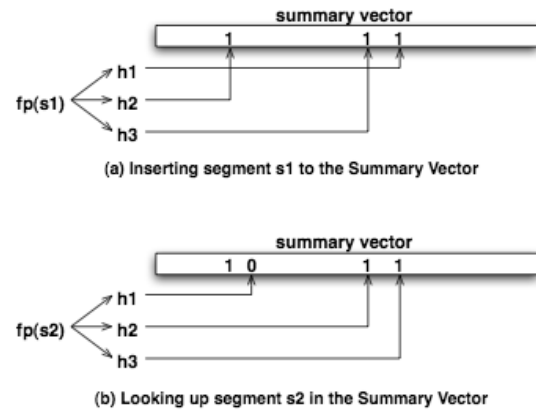 summary vector
1 1 1
h1
fp(s1) h2
h3
(a) Inserting segment s1 to the Summary Vector
summary vector
1 0 1 1
h1
fp(s2) h2
h3
(b) Looking up segment s2 in the Summary Vector